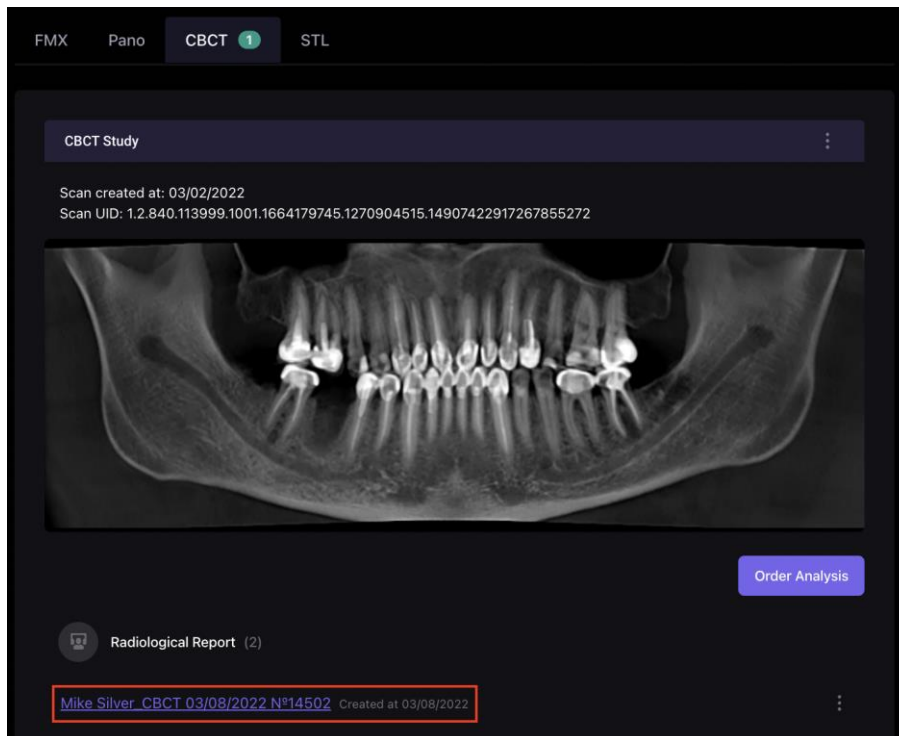 FMX Pano CBCT 1 STL
CBCT Study
Scan created at: 03/02/2022
Scan UID: 1.2.840.113999.1001.1664179745.1270904515.14907422917267855272
Order Analysis
Radiological Report (2)
Mike Silver_CBCT 03/08/2022 Nº14502 Created at 03/08/2022